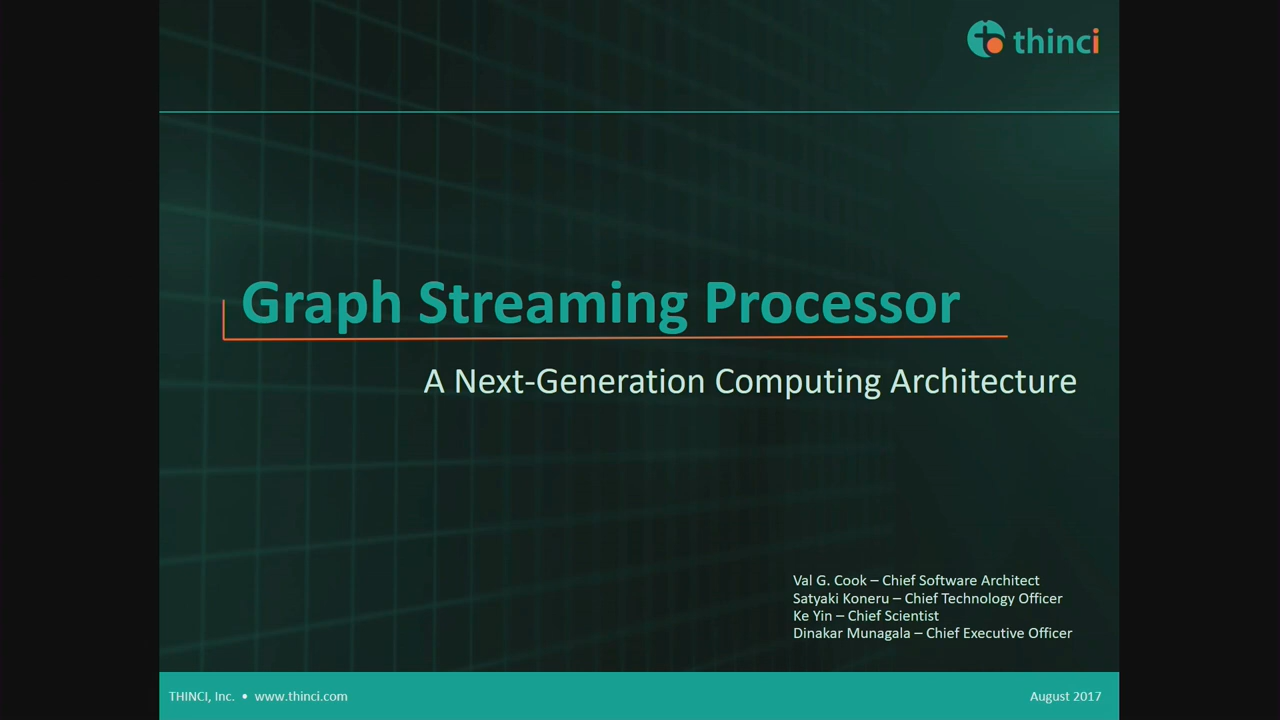 thinci
Graph Streaming Processor
A Next-Generation Computing Architecture
Val G. Cook – Chief Software Architect
Satyaki Koneru – Chief Technology Officer
Ke Yin – Chief Scientist
Dinakar Munagala – Chief Executive Officer
THINCI, Inc. • www.thinci.com
August 2017